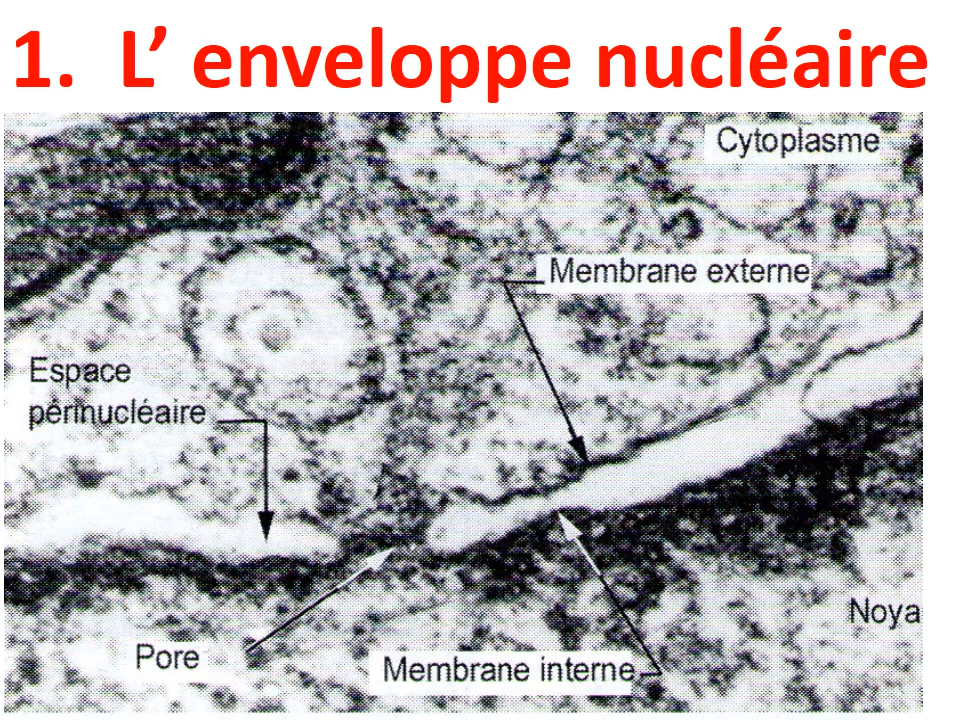 1. L’ enveloppe nucléaire
Cytoplasme
Membrane externe
Espace
périnucléaire
Noya
Pore
Membrane interne